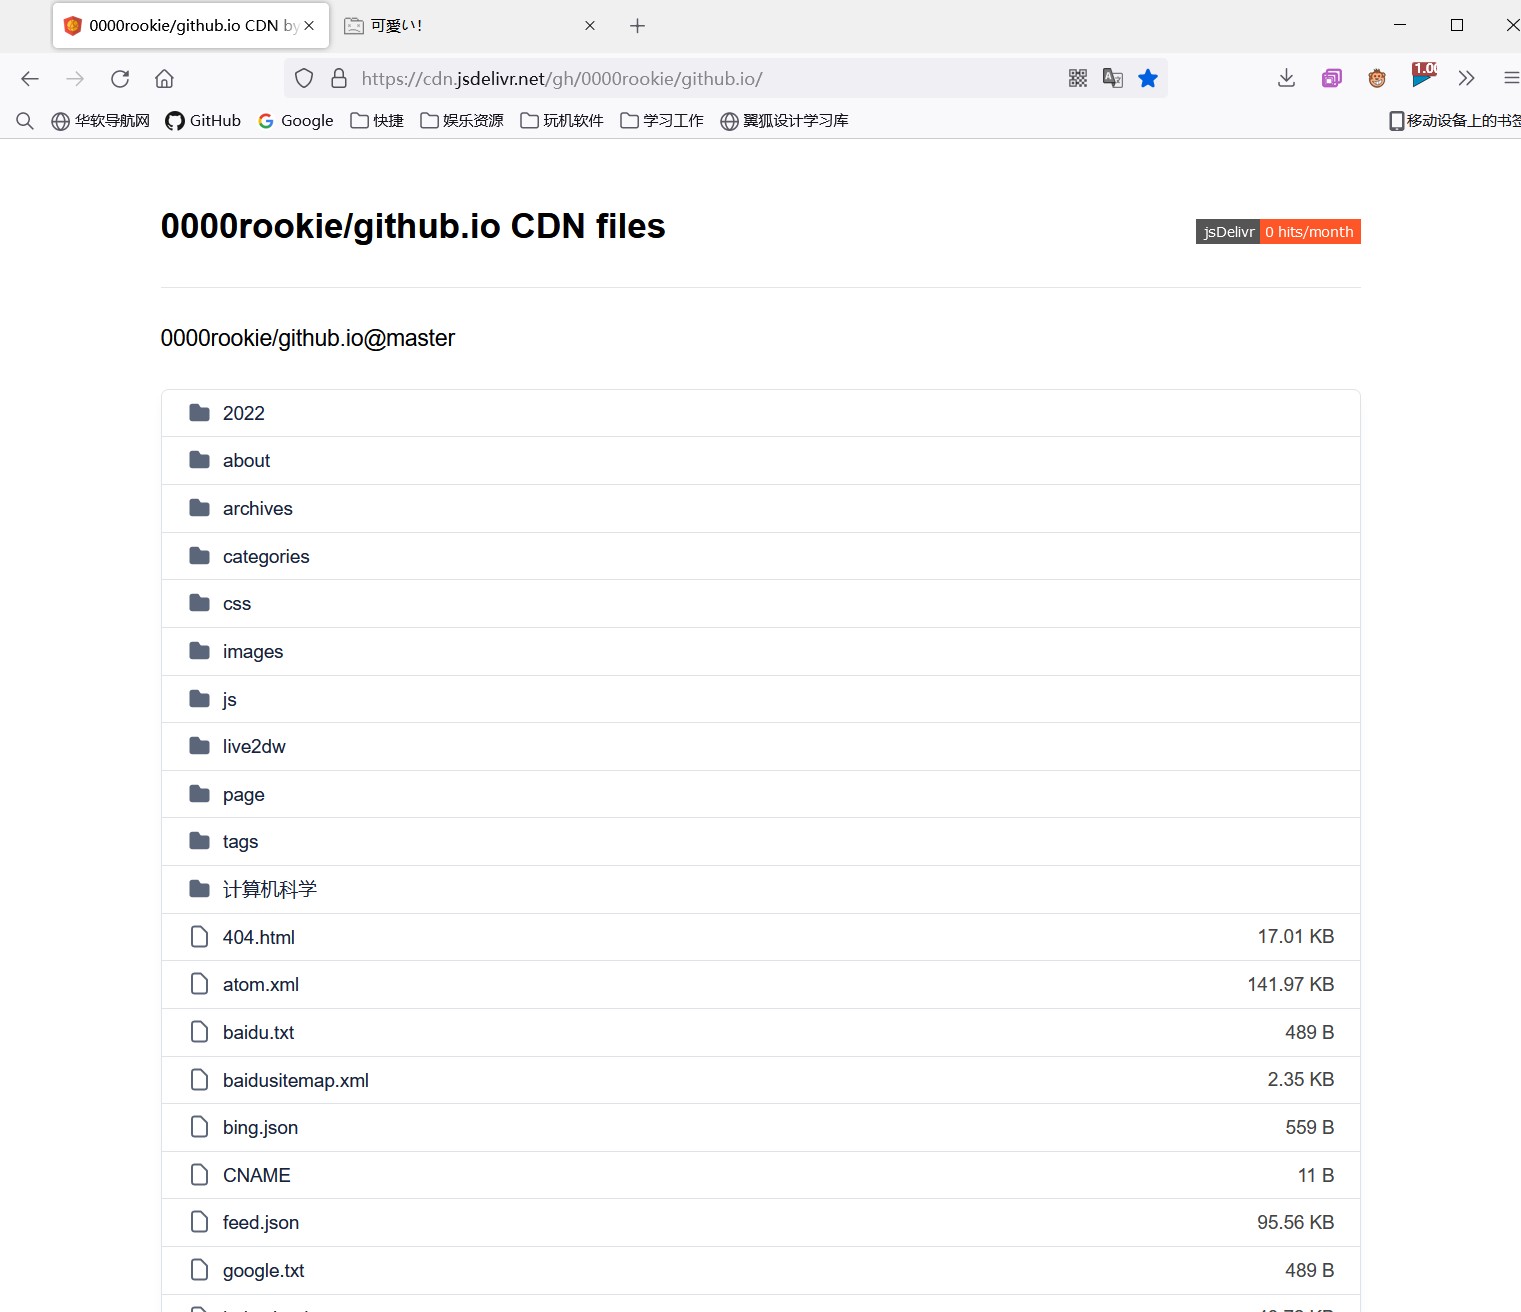 0000rookie/github.io CDN by
可愛い!
https://cdn.jsdelivr.net/gh/0000rookie/github.io/
1.0
华软导航网 GitHub Google 快捷 娱乐资源 玩机软件 学习工作 翼狐设计学习库 移动设备上的书签
0000rookie/github.io CDN files
jsDelivr 0 hits/month
0000rookie/github.io@master
2022
about
archives
categories
css
images
js
live2dw
page
tags
计算机科学
404.html 17.01 KB
atom.xml 141.97 KB
baidu.txt 489 B
baidusitemap.xml 2.35 KB
bing.json 559 B
CNAME 11 B
feed.json 95.56 KB
google.txt 489 B